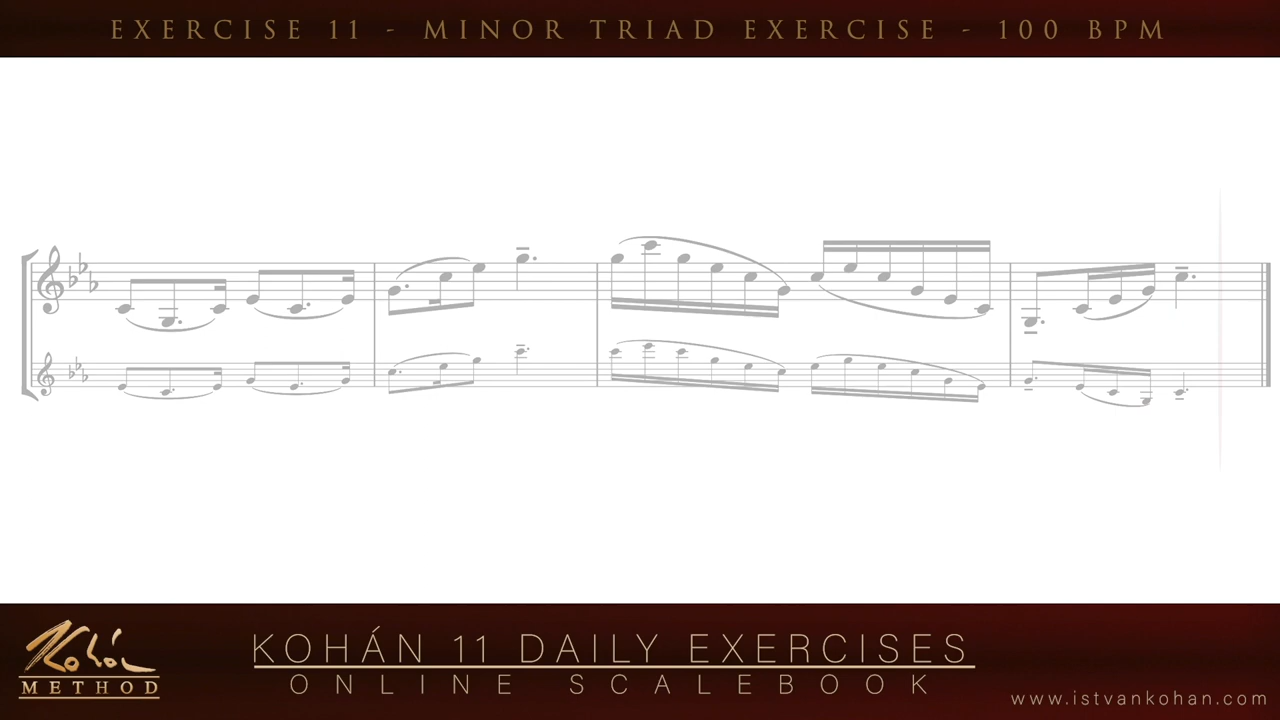 EXERCISE 11 - MINOR TRIAD EXERCISE - 100 BPM
Kohán
METHOD
KOHÁN 11 DAILY EXERCISES
ONLINE SCALEBOOK
www.istvankohan.com